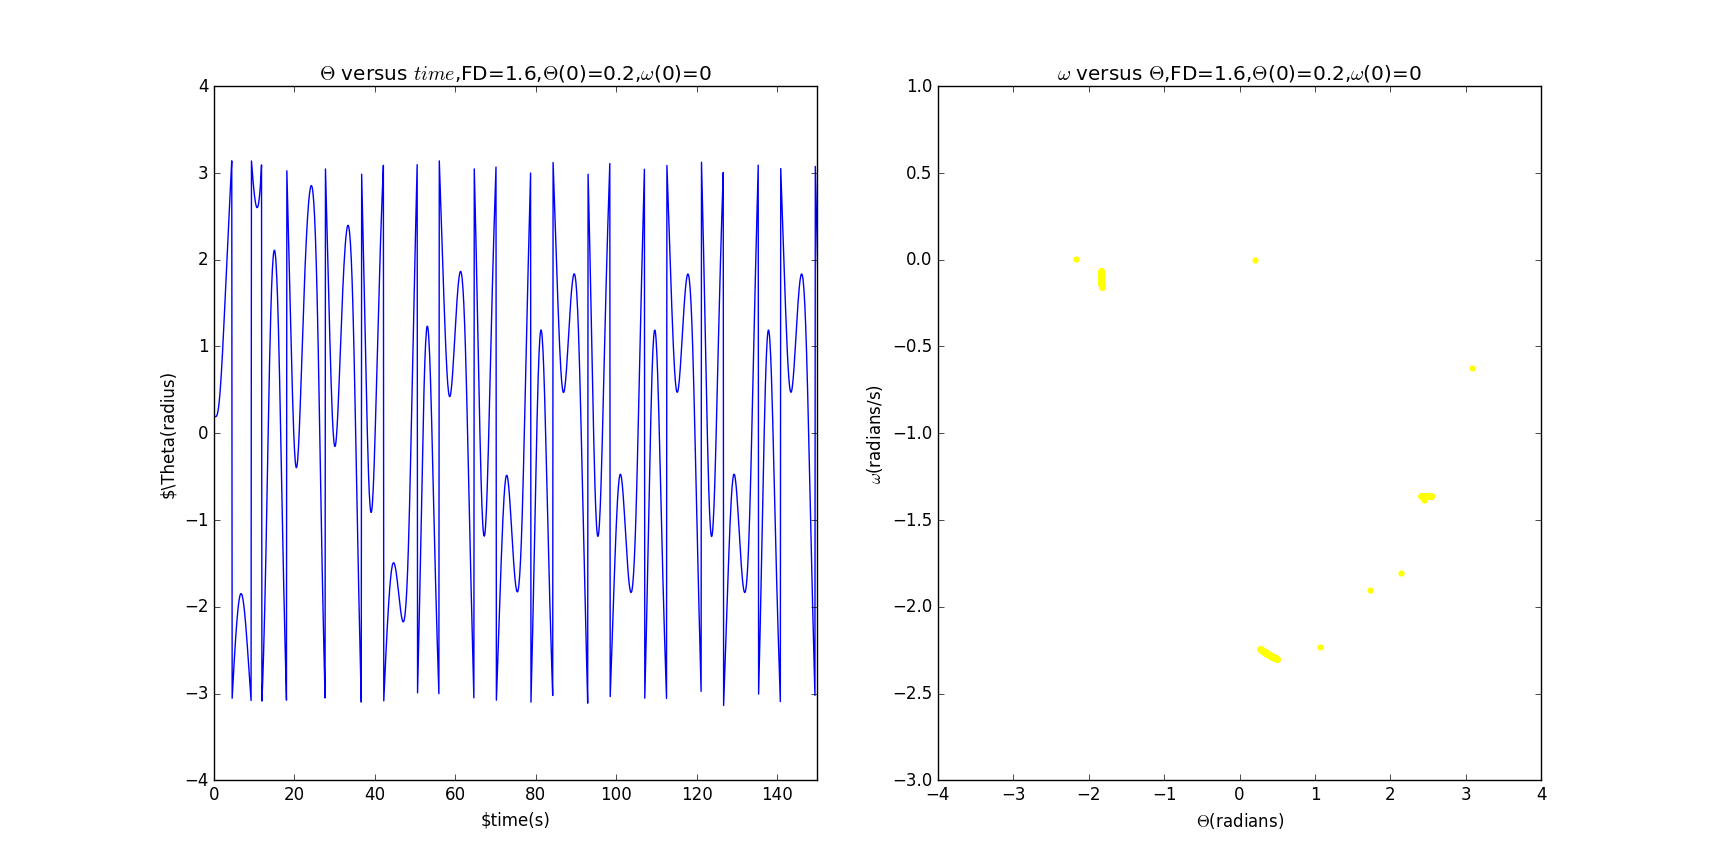 Θ versus time,FD=1.6,Θ(0)=0.2,ω(0)=0
4
3
2
1
0
−1
−2
−3
−4
$\Theta(radius)
0 20 40 60 80 100 120 140
$time(s)
ω versus Θ,FD=1.6,Θ(0)=0.2,ω(0)=0
1.0
0.5
0.0
−0.5
−1.0
−1.5
−2.0
−2.5
−3.0
ω(radians/s)
−4 −3 −2 −1 0 1 2 3 4
Θ(radians)